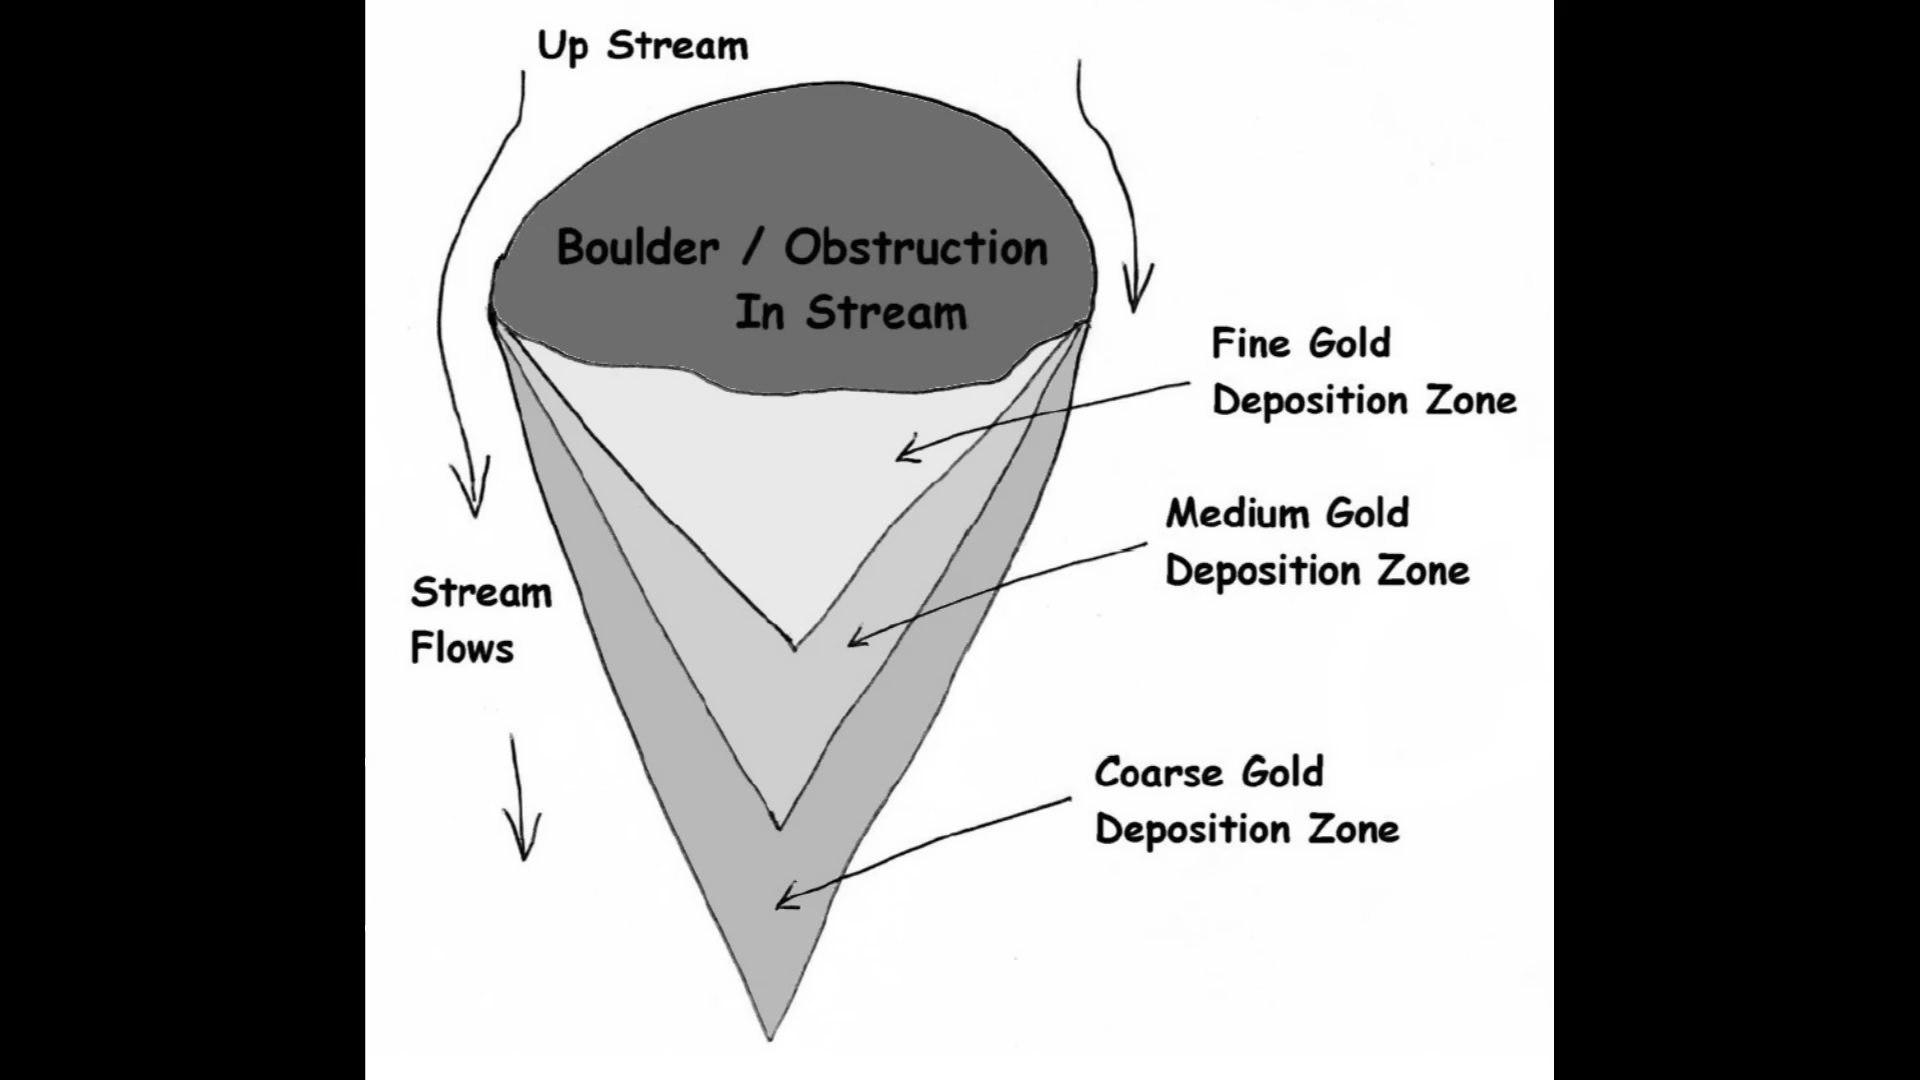 Up Stream
Boulder / Obstruction
In Stream
Fine Gold
Deposition Zone
Medium Gold
Deposition Zone
Stream
Flows
Coarse Gold
Deposition Zone